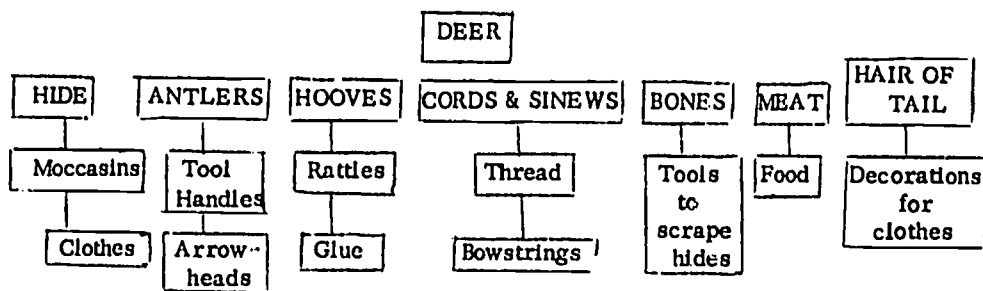 DEER
HIDE
ANTLERS
HOOVES
CORDS & SINEWS
BONES
MEAT
HAIR OF
TAIL
Moccasins
Tool
Handles
Rattles
Thread
Tools
to
scrape
hides
Food
Decorations
for
clothes
Clothes
Arrow-
heads
Glue
Bowstrings